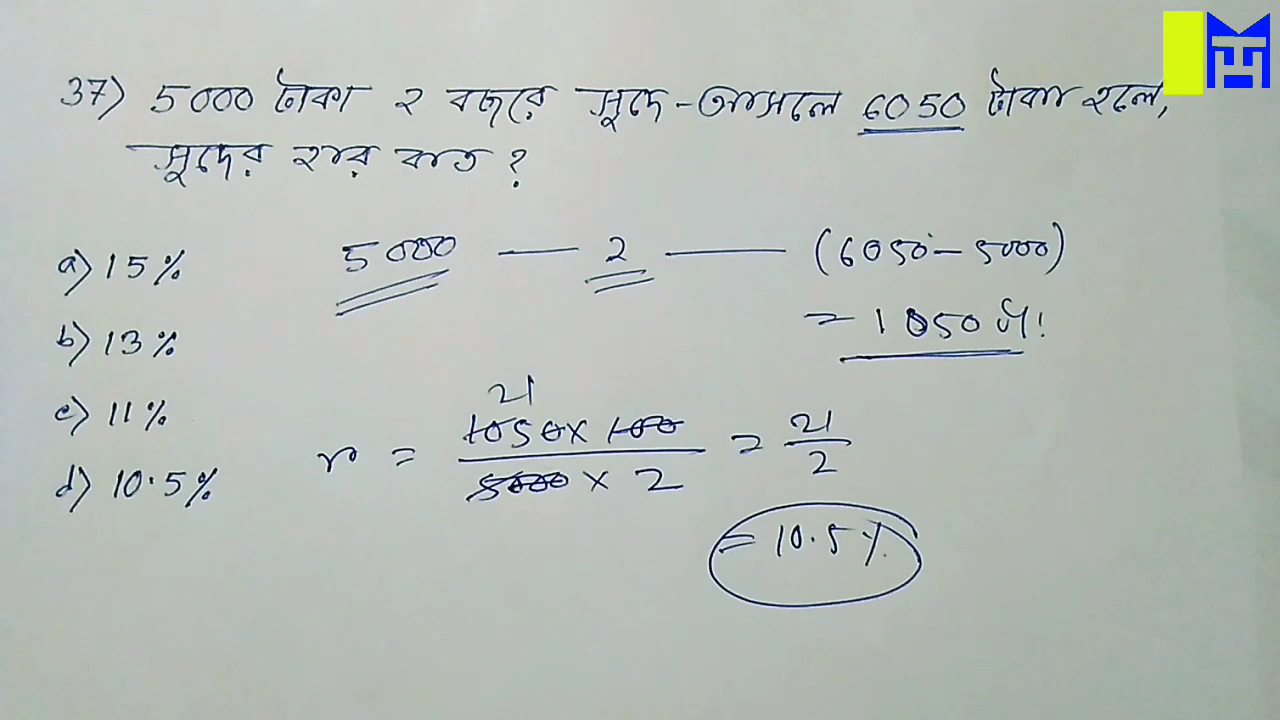 37) 5000 টাকা ২ বছরে সুদে-আসলে 6050 টাকা হলে,
সুদের হার কত?
a) 15%
b) 13%
c) 11%
d) 10.5%
5000 — 2 — (6050 - 5000)
= 1050
21
r = 1050 x 100 / 5000 x 2 = 21 / 2
= 10.5%